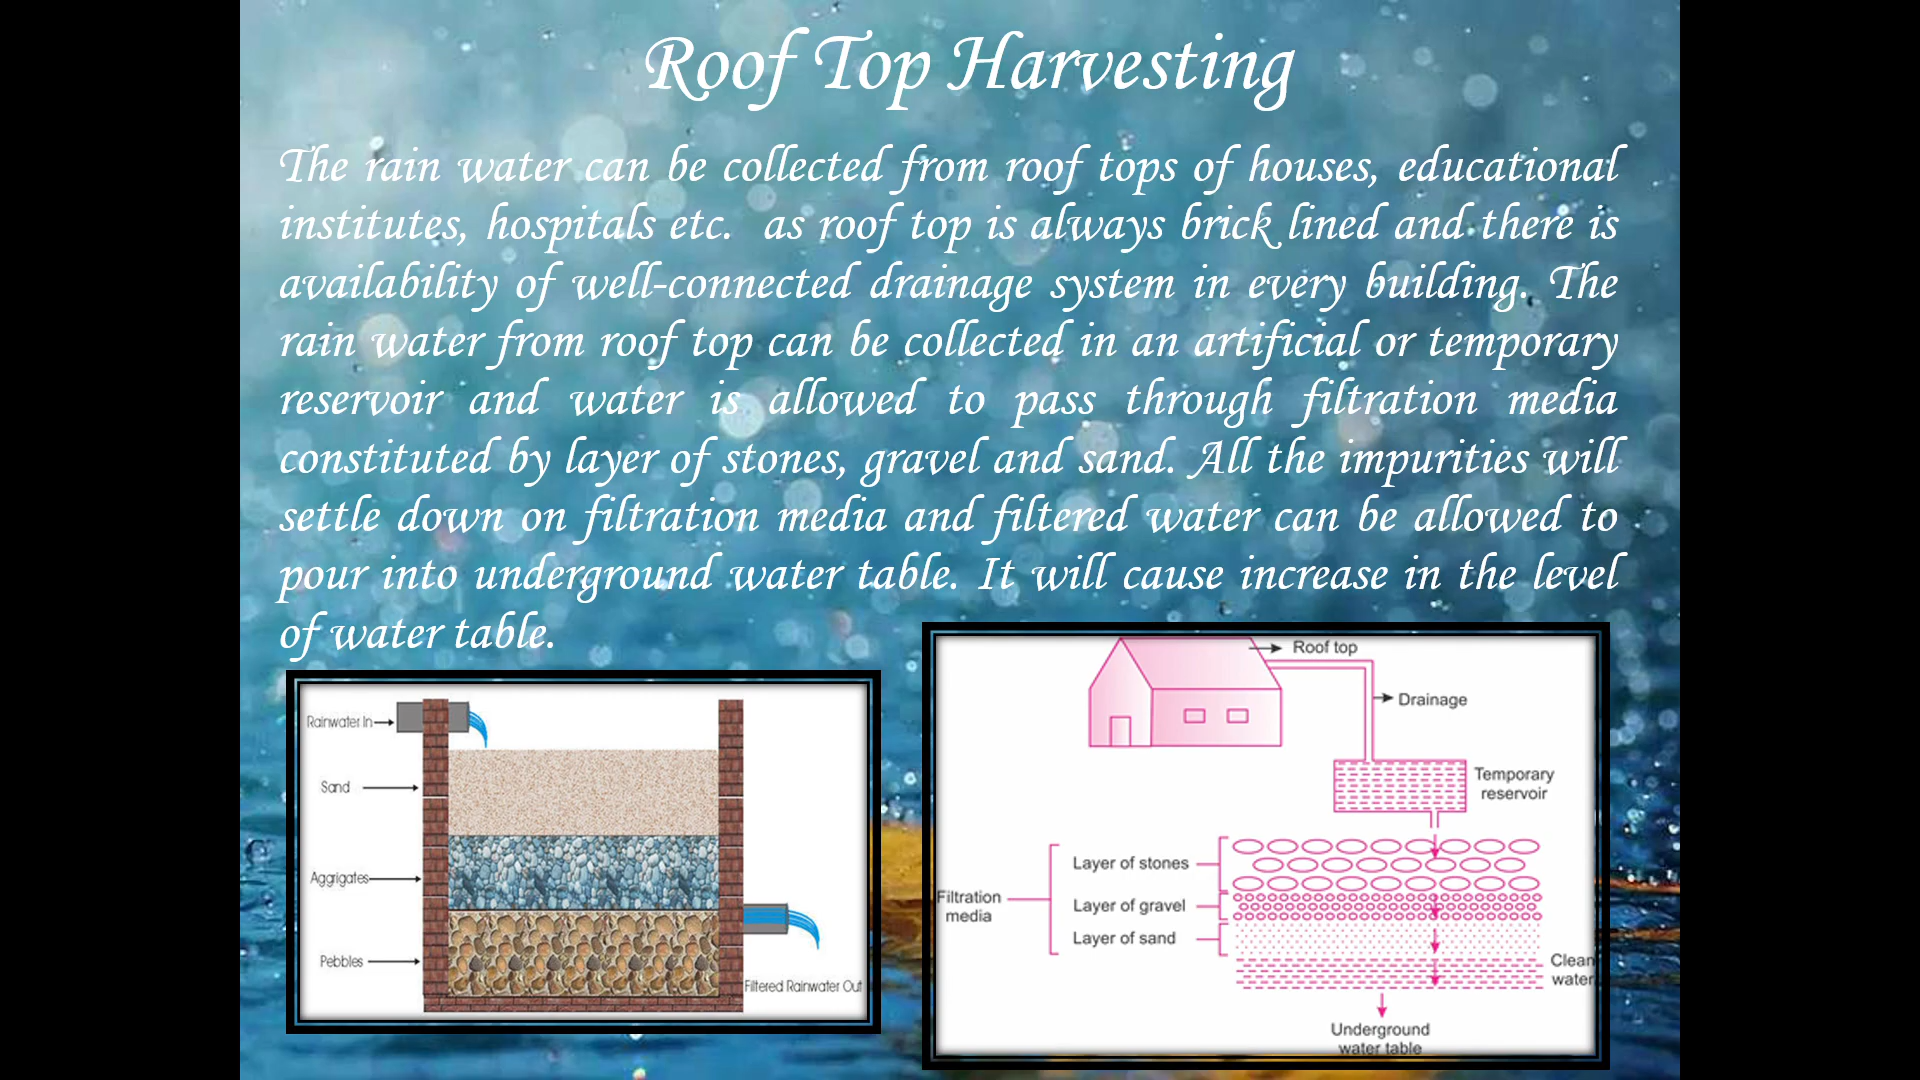 Roof Top Harvesting
The rain water can be collected from roof tops of houses, educational
institutes, hospitals etc. as roof top is always brick lined and there is
availability of well-connected drainage system in every building. The
rain water from roof top can be collected in an artificial or temporary
reservoir and water is allowed to pass through filtration media
constituted by layer of stones, gravel and sand. All the impurities will
settle down on filtration media and filtered water can be allowed to
pour into underground water table. It will cause increase in the level
of water table.
Rainwater In
Sand
Aggrigates
Pebbles
Filtered Rainwater Out
Roof top
Drainage
Temporary
reservoir
Filtration
media
Layer of stones
Layer of gravel
Layer of sand
Clean
water
Underground
water table